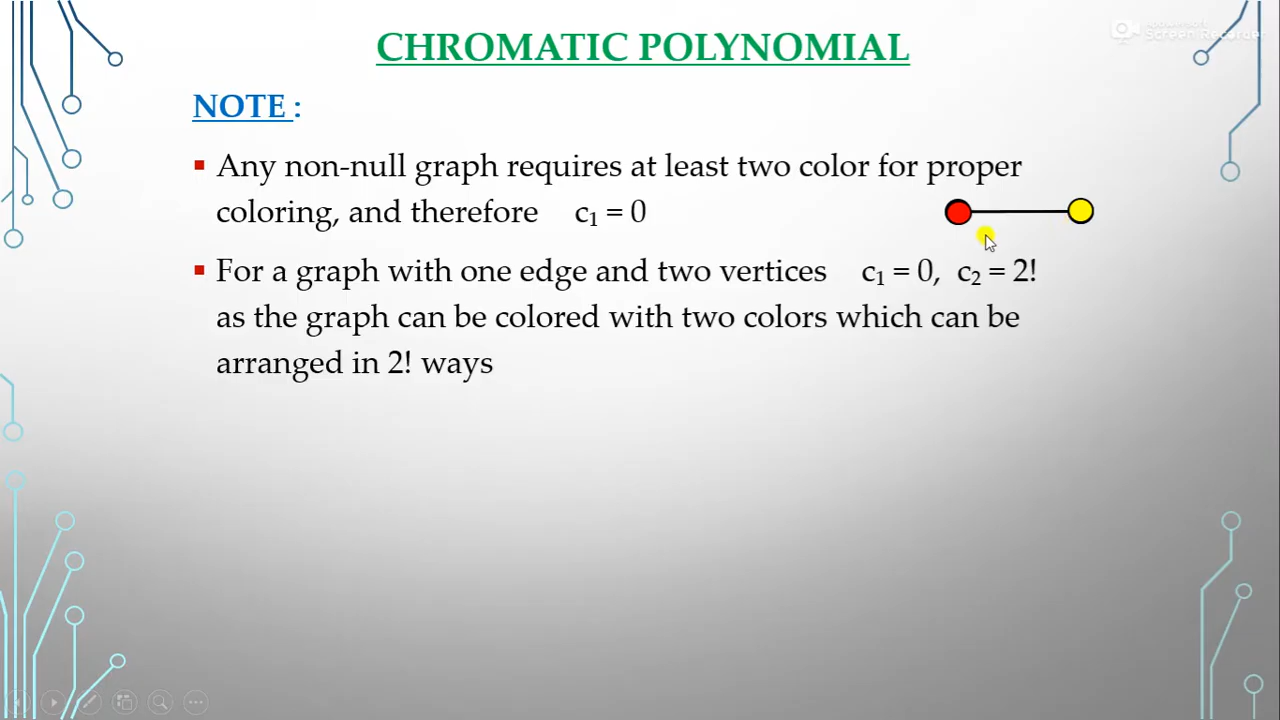 CHROMATIC POLYNOMIAL
Screen Recorder
NOTE :
▪ Any non-null graph requires at least two color for proper
coloring, and therefore c₁ = 0
▪ For a graph with one edge and two vertices c₁ = 0, c₂ = 2!
as the graph can be colored with two colors which can be
arranged in 2! ways